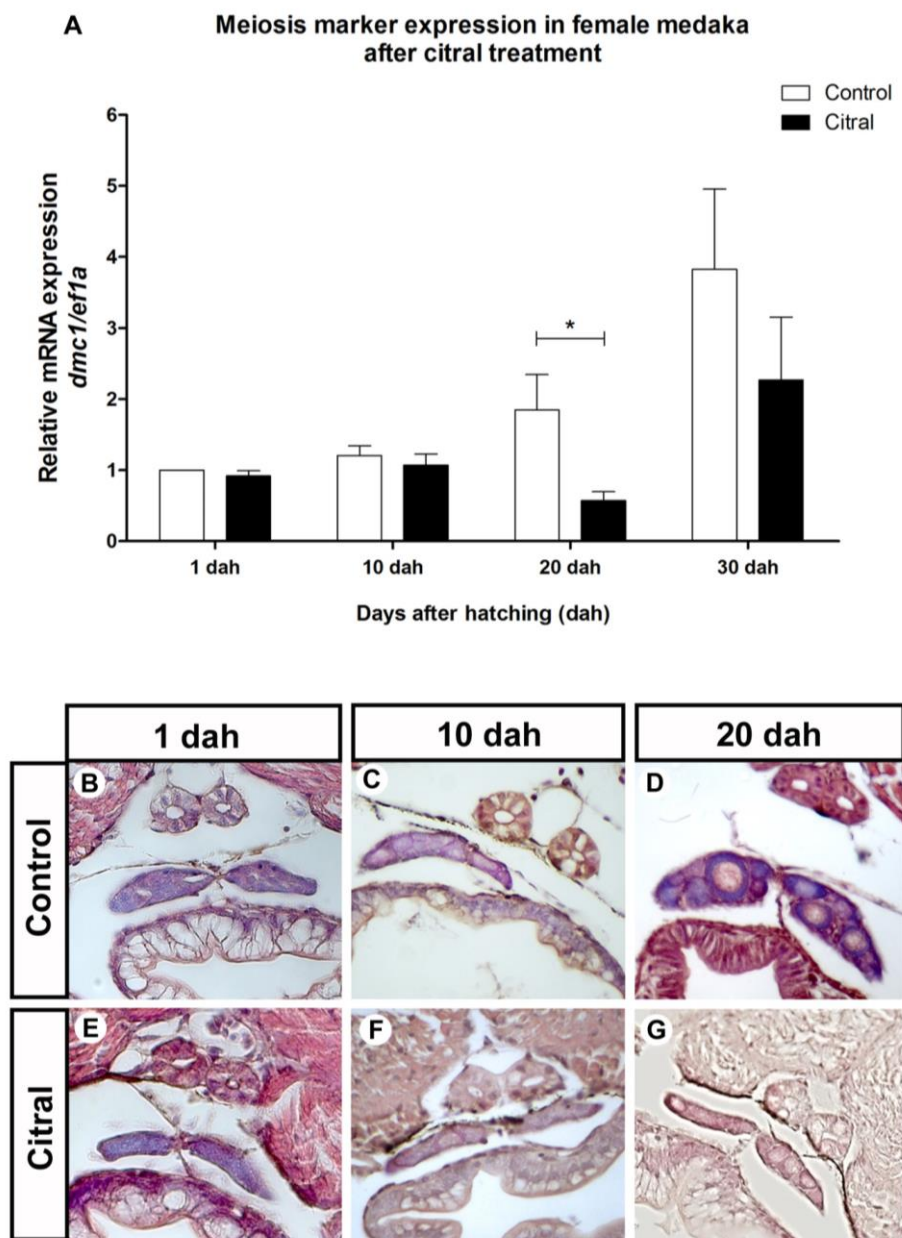 A
Meiosis marker expression in female medaka
after citral treatment
Control
Citral
Relative mRNA expression
dmc1/ef1a
6
5
4
3
2
1
0
*
1 dah
10 dah
20 dah
30 dah
Days after hatching (dah)
1 dah
10 dah
20 dah
Control
B
C
D
Citral
E
F
G